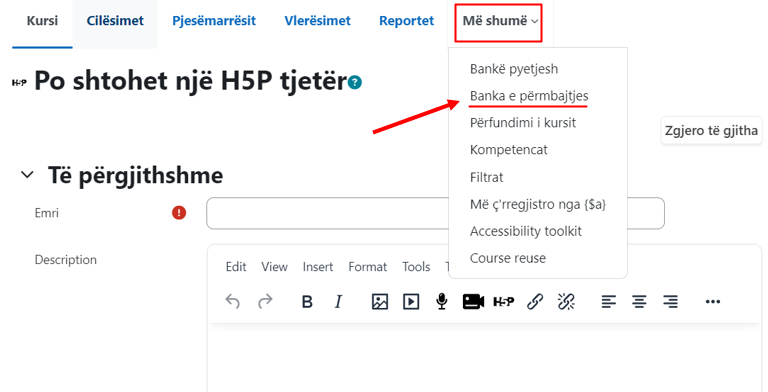 Kursi Cilësimet Pjesëmarrësit Vlerësimet Reportet Më shumë
Bankë pyetjesh
Banka e përmbajtjes
Përfundimi i kursit
Kompetencat
Filtrat
Më ç'rregjistro nga {$a}
Accessibility toolkit
Course reuse
H5P Po shtohet një H5P tjetër ?
Zgjero të gjitha
Të përgjithshme
Emri
Description
Edit View Insert Format Tools T
B I H5P